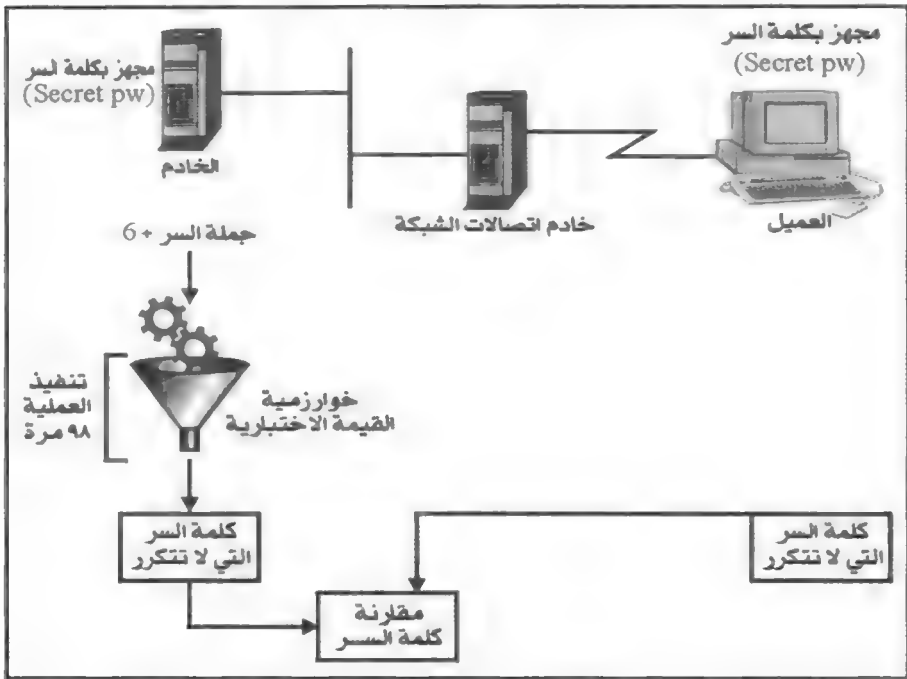 مجهز بكلمة السر
(Secret pw)
مجهز بكلمة السر
(Secret pw)
الخادم
خادم اتصالات الشبكة
العميل
جملة السر + 6
تنفيذ
العملية
٩٨ مرة
خوارزمية
القيمة الاختبارية
كلمة السر
التي لا تتكرر
كلمة السر
التي لا تتكرر
مقارنة
كلمة الســر